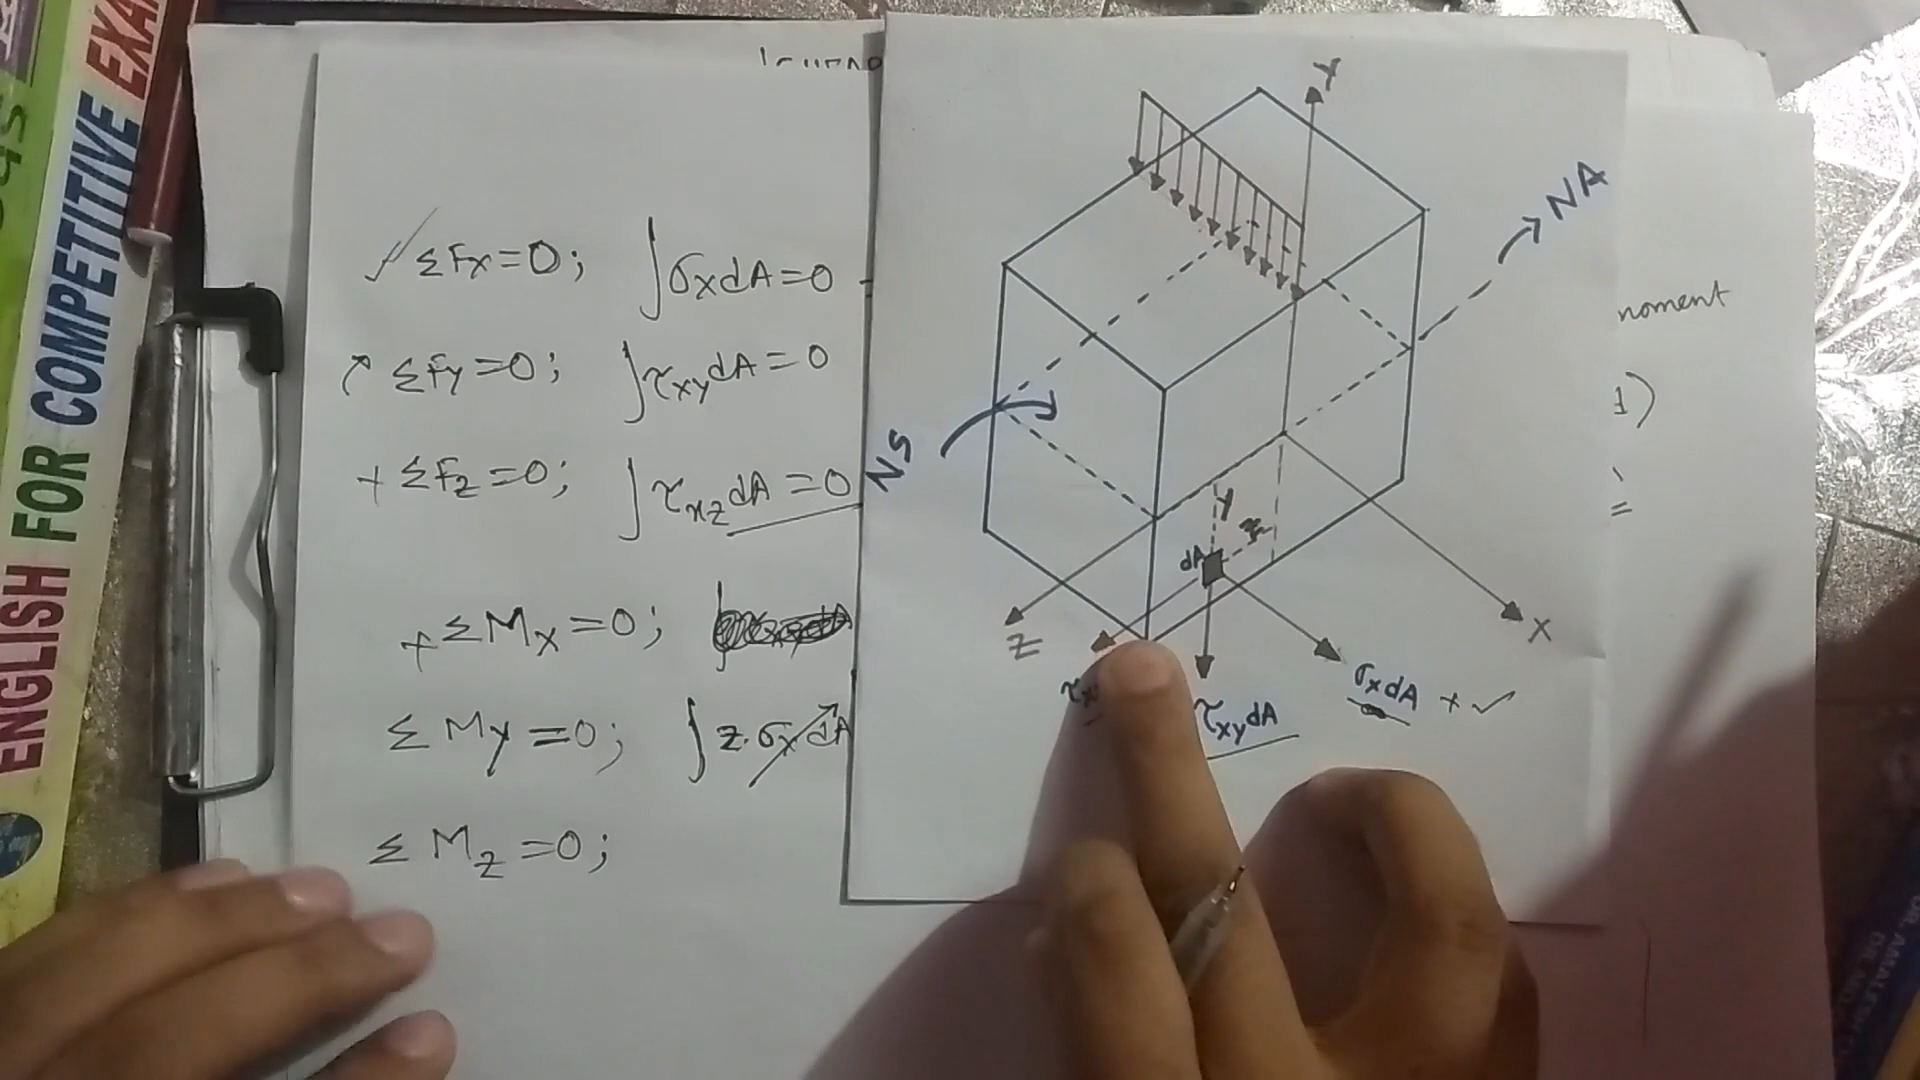 ΣFx=0; ∫σxdA=0
ΣFy=0; ∫τxydA=0
+ ΣFz=0; ∫τxzdA=0
+ ΣMx=0;
ΣMy=0; ∫z.σxdA
ΣMz=0;
Y
NA
NS
y
z
dA
Z
X
σxdA + ✓
τxydA
moment
ENGLISH FOR COMPETITIVE EXA